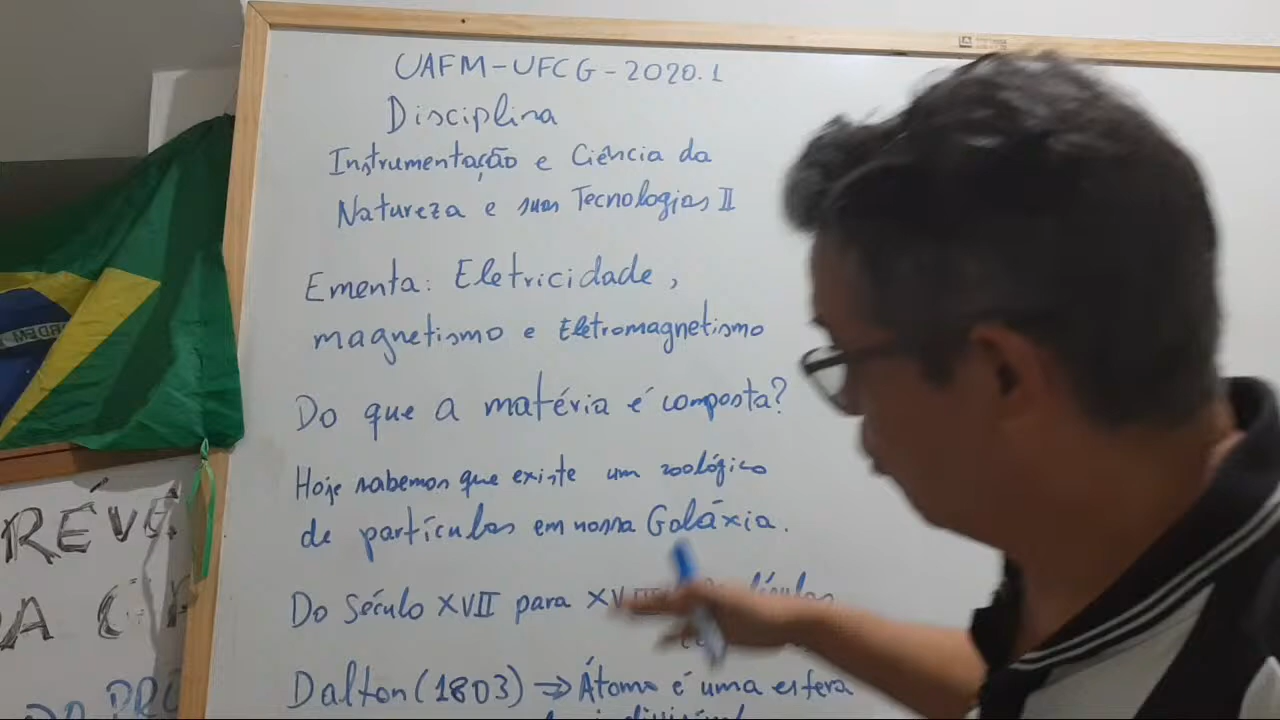 UAFM-UFCG-2020.1
Disciplina
Instrumentação e Ciência da
Natureza e suas Tecnologias II
Ementa: Eletricidade,
magnetismo e Eletromagnetismo
Do que a matéria é composta?
Hoje sabemos que existe um zoológico
de partículas em nossa Galáxia.
Do Século XVII para
Dalton (1803) ⇒ Átomo é uma esfera